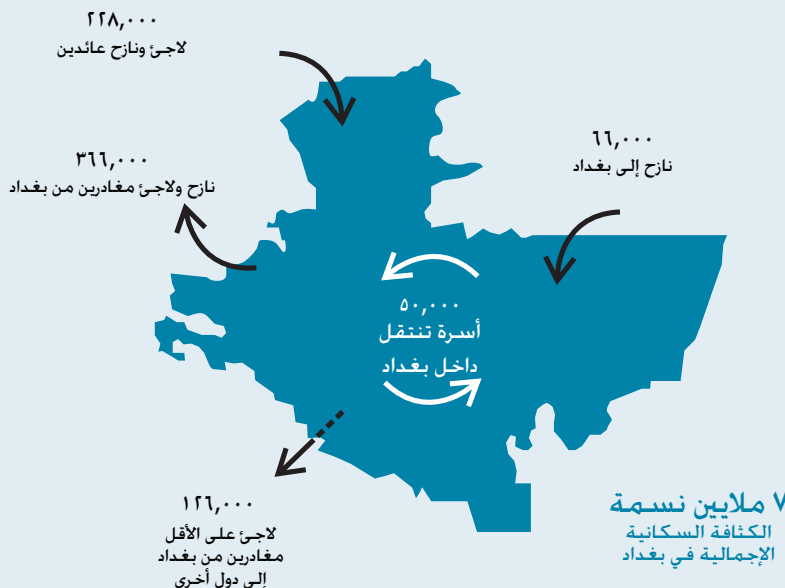 ٢٢٨,٠٠٠
لاجئ ونازح عائدين
٦٦,٠٠٠
نازح إلى بغداد
٣٦٦,٠٠٠
نازح ولاجئ مغادرين من بغداد
٥٠,٠٠٠
أسرة تنتقل
داخل بغداد
١٢٦,٠٠٠
لاجئ على الأقل
مغادرين من بغداد
إلى دول أخرى
٧ ملايين نسمة
الكثافة السكانية
الإجمالية في بغداد